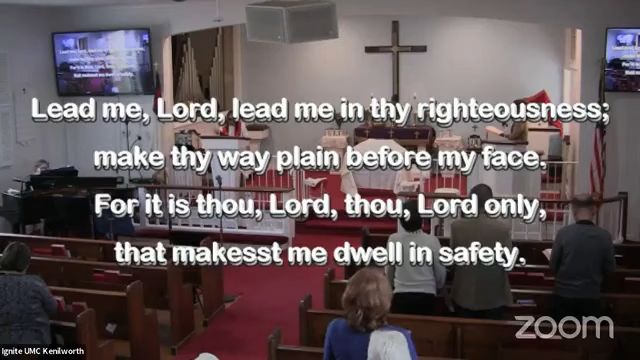 Lead me, Lord, lead me in thy righteousness;
make thy way plain before my face.
For it is thou, Lord, thou, Lord only,
that makesst me dwell in safety.
Ignite UMC Kenilworth
zoom